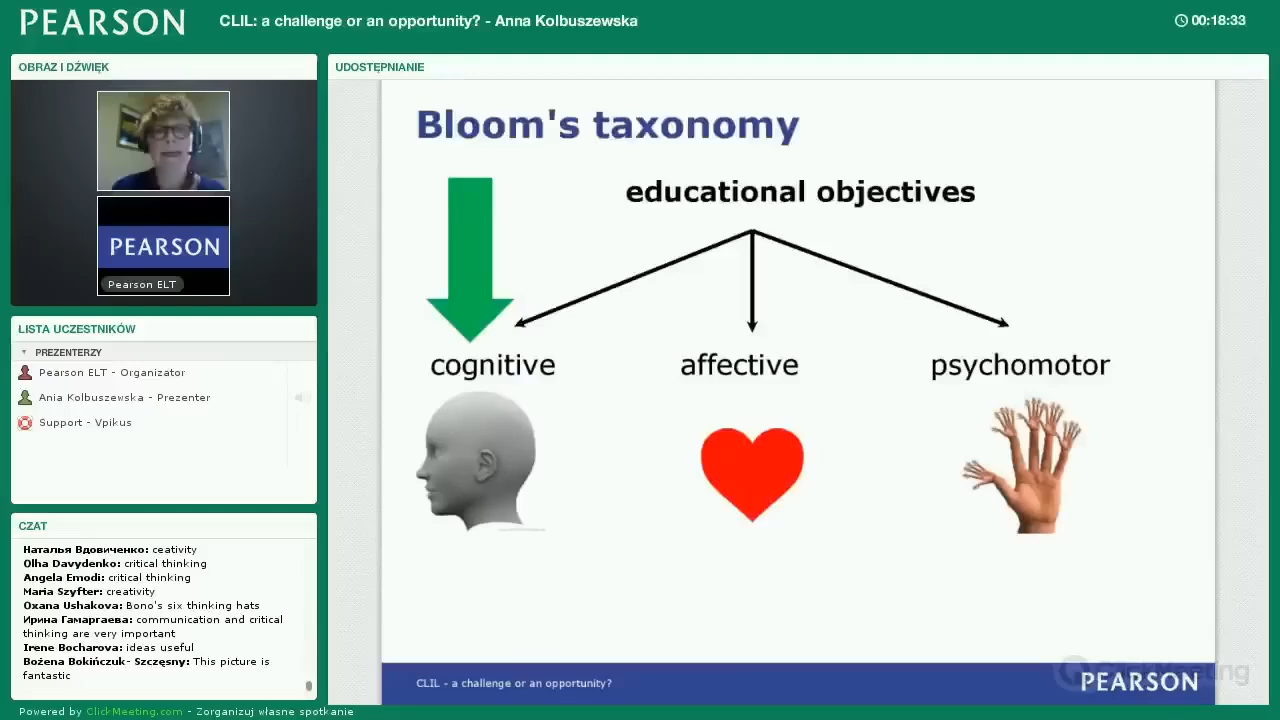 PEARSON
CLIL: a challenge or an opportunity? - Anna Kolbuszewska
00:18:33
OBRAZ I DŹWIĘK
PEARSON
Pearson ELT
LISTA UCZESTNIKÓW
PREZENTERZY
Pearson ELT - Organizator
Ania Kolbuszewska - Prezenter
Support - Vpikus
CZAT
Наталья Вдовиченко: ceativity
Olha Davydenko: critical thinking
Angela Emodi: critical thinking
Maria Szyfter: creativity
Oxana Ushakova: Bono's six thinking hats
Ирина Гамаргаева: communication and critical
thinking are very important
Irene Bocharova: ideas useful
Bożena Bokińczuk- Szczęsny: This picture is
fantastic
UDOSTĘPNIANIE
Bloom's taxonomy
educational objectives
cognitive
affective
psychomotor
CLIL - a challenge or an opportunity?
ClickMeeting
PEARSON
Powered by ClickMeeting.com - Zorganizuj własne spotkanie